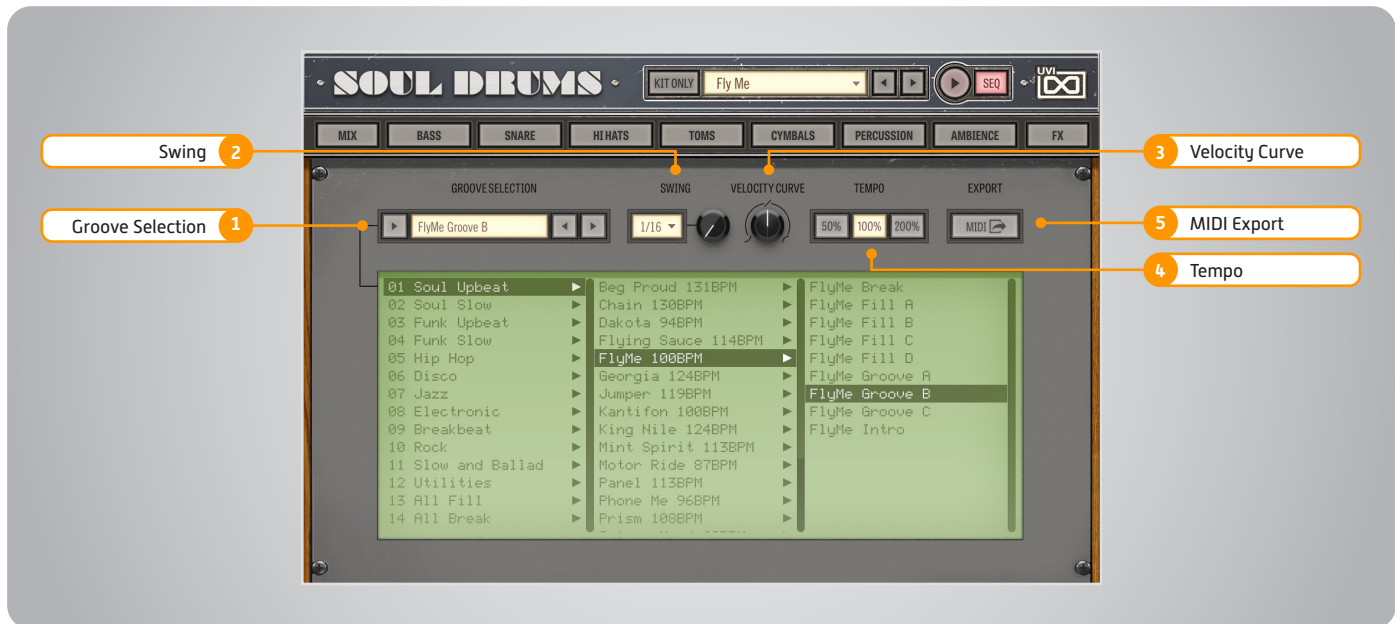 SOUL DRUMS
KIT ONLY
Fly Me
SEQ
UVI
MIX
BASS
SNARE
HI HATS
TOMS
CYMBALS
PERCUSSION
AMBIENCE
FX
Swing 2
3 Velocity Curve
GROOVE SELECTION
SWING
VELOCITY CURVE
TEMPO
EXPORT
Groove Selection 1
FlyMe Groove B
1/16
50%
100%
200%
MIDI
5 MIDI Export
4 Tempo
01 Soul Upbeat
02 Soul Slow
03 Funk Upbeat
04 Funk Slow
05 Hip Hop
06 Disco
07 Jazz
08 Electronic
09 Breakbeat
10 Rock
11 Slow and Ballad
12 Utilities
13 All Fill
14 All Break
Beg Proud 131BPM
Chain 130BPM
Dakota 94BPM
Flying Sauce 114BPM
FlyMe 100BPM
Georgia 124BPM
Jumper 119BPM
Kantifon 100BPM
King Nile 124BPM
Mint Spirit 113BPM
Motor Ride 87BPM
Panel 113BPM
Phone Me 96BPM
Prism 108BPM
FlyMe Break
FlyMe Fill A
FlyMe Fill B
FlyMe Fill C
FlyMe Fill D
FlyMe Groove A
FlyMe Groove B
FlyMe Groove C
FlyMe Intro